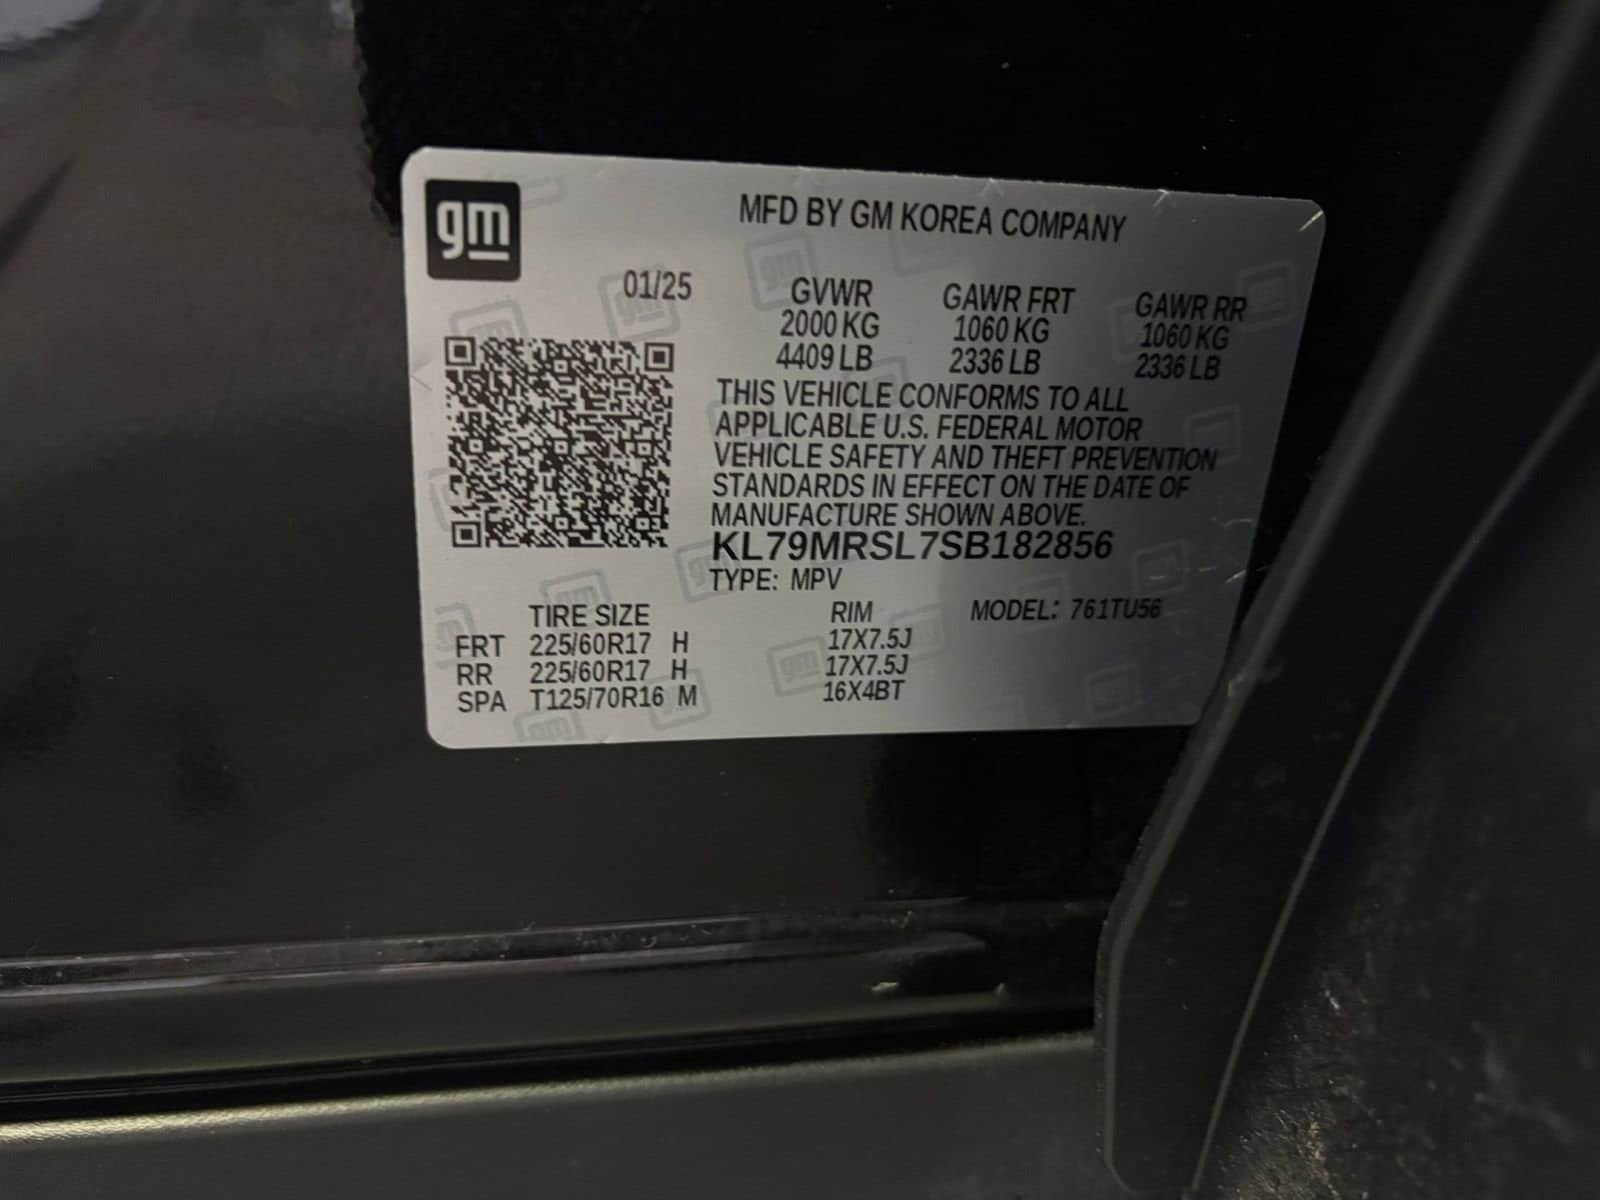 gm
MFD BY GM KOREA COMPANY
01/25 GVWR GAWR FRT GAWR RR
2000 KG 1060 KG 1060 KG
4409 LB 2336 LB 2336 LB
THIS VEHICLE CONFORMS TO ALL
APPLICABLE U.S. FEDERAL MOTOR
VEHICLE SAFETY AND THEFT PREVENTION
STANDARDS IN EFFECT ON THE DATE OF
MANUFACTURE SHOWN ABOVE.
KL79MRSL7SB182856
TYPE: MPV
TIRE SIZE RIM MODEL: 761TU56
FRT 225/60R17 H 17X7.5J
RR 225/60R17 H 17X7.5J
SPA T125/70R16 M 16X4BT